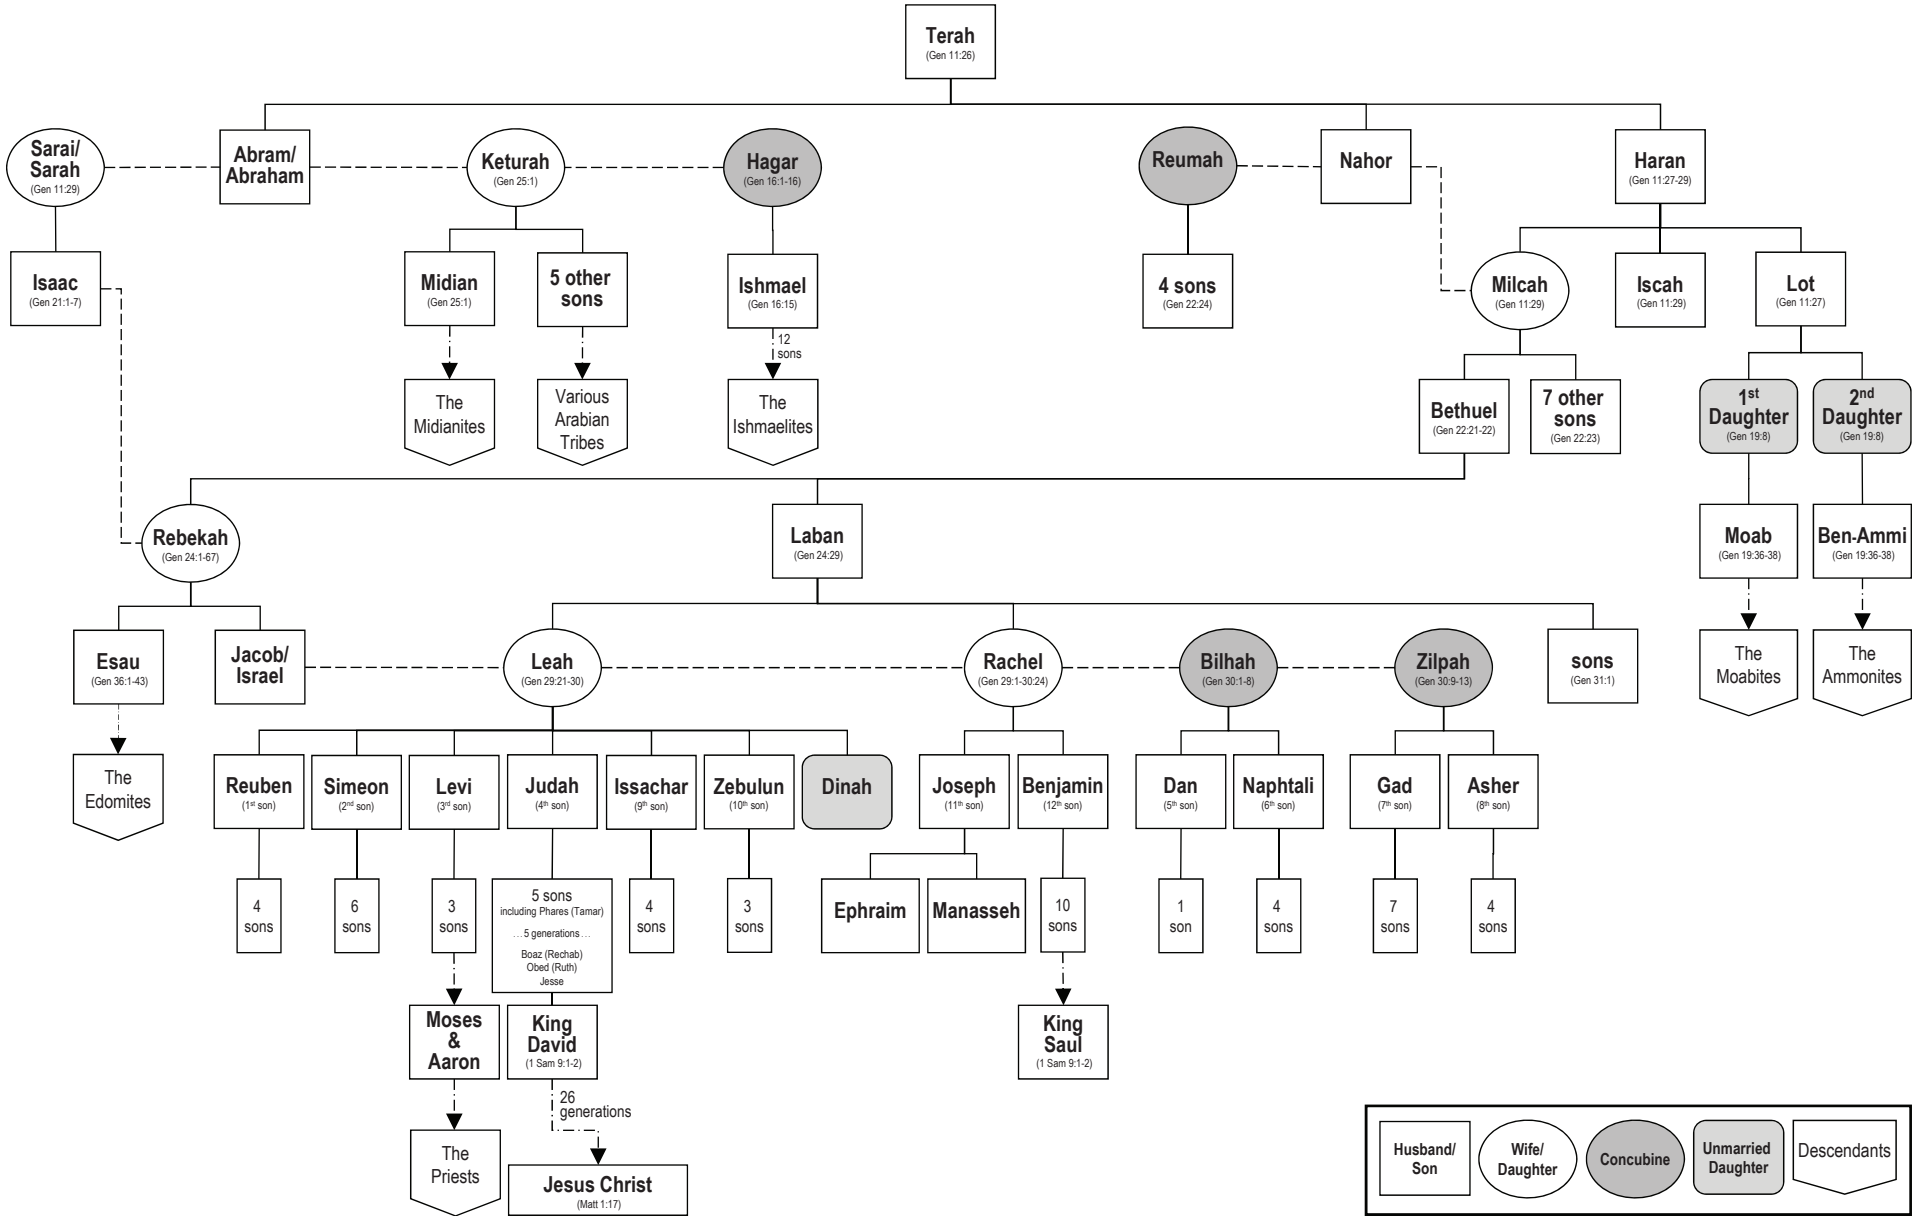 Terah
(Gen 11:26)
Sarai/
Sarah
(Gen 11:29)
Abram/
Abraham
Keturah
(Gen 25:1)
Hagar
(Gen 16:1-16)
Reumah
Nahor
Haran
(Gen 11:27-29)
Isaac
(Gen 21:1-7)
Midian
(Gen 25:1)
5 other
sons
Ishmael
(Gen 16:15)
4 sons
(Gen 22:24)
Milcah
(Gen 11:29)
Iscah
(Gen 11:29)
Lot
(Gen 11:27)
12
sons
The
Midianites
Various
Arabian
Tribes
The
Ishmaelites
Bethuel
(Gen 22:21-22)
7 other
sons
(Gen 22:23)
1st
Daughter
(Gen 19:8)
2nd
Daughter
(Gen 19:8)
Rebekah
(Gen 24:1-67)
Laban
(Gen 24:29)
Moab
(Gen 19:36-38)
Ben-Ammi
(Gen 19:36-38)
Esau
(Gen 36:1-43)
Jacob/
Israel
Leah
(Gen 29:21-30)
Rachel
(Gen 29:1-30:24)
Bilhah
(Gen 30:1-8)
Zilpah
(Gen 30:9-13)
sons
(Gen 31:1)
The
Moabites
The
Ammonites
The
Edomites
Reuben
(1st son)
Simeon
(2nd son)
Levi
(3rd son)
Judah
(4th son)
Issachar
(9th son)
Zebulun
(10th son)
Dinah
Joseph
(11th son)
Benjamin
(12th son)
Dan
(5th son)
Naphtali
(6th son)
Gad
(7th son)
Asher
(8th son)
4
sons
6
sons
3
sons
5 sons
including Phares (Tamar)
...5 generations...
Boaz (Rechab)
Obed (Ruth)
Jesse
4
sons
3
sons
Ephraim
Manasseh
10
sons
1
son
4
sons
7
sons
4
sons
Moses
&
Aaron
King
David
(1 Sam 9:1-2)
King
Saul
(1 Sam 9:1-2)
26
generations
The
Priests
Jesus Christ
(Matt 1:17)
Husband/
Son
Wife/
Daughter
Concubine
Unmarried
Daughter
Descendants